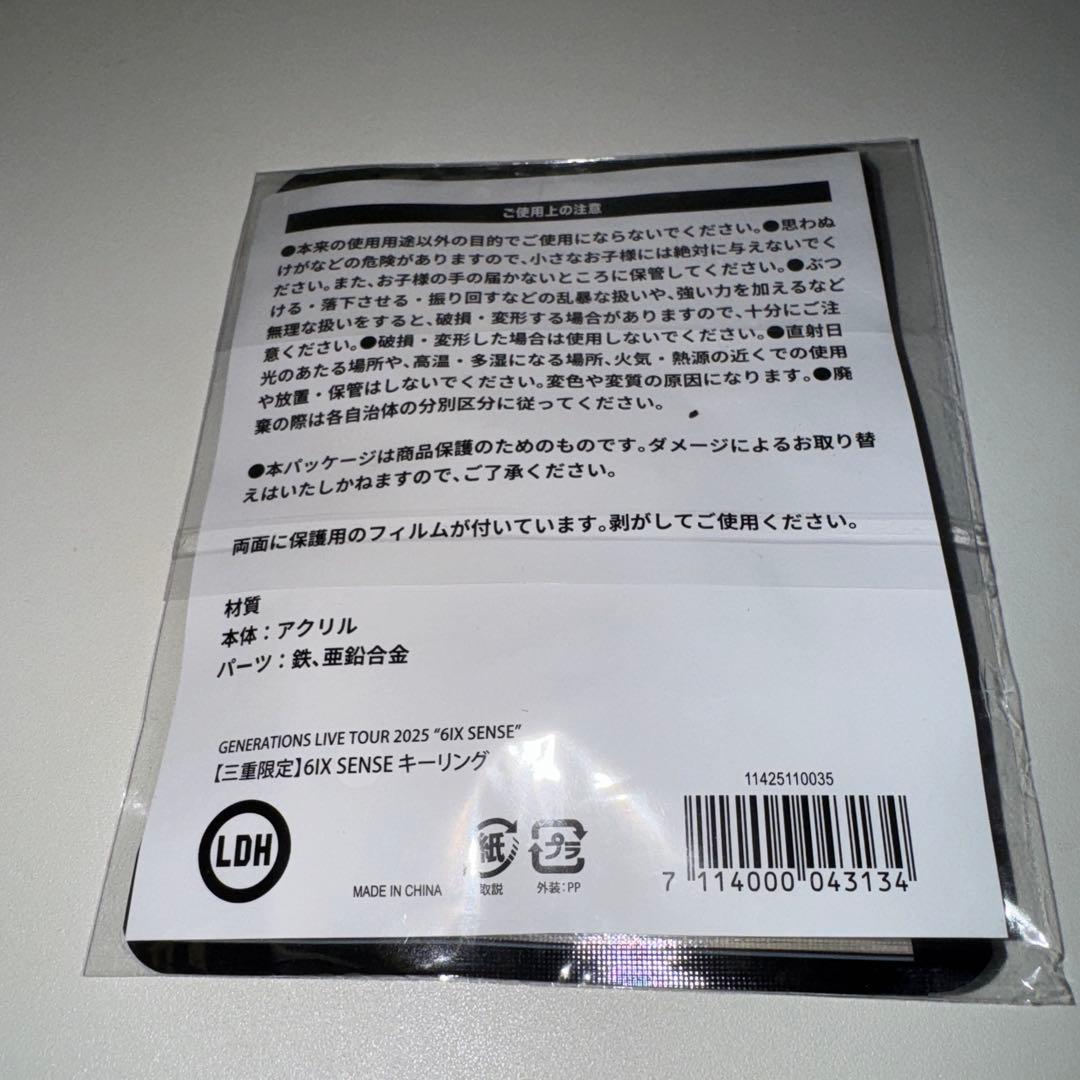 ご使用上の注意
●本来の使用用途以外の目的でご使用にならないでください。●思わぬ
けがなどの危険がありますので、小さなお子様には絶対に与えないでく
ださい。また、お子様の手の届かないところに保管してください。●ぶつ
ける・落下させる・振り回すなどの乱暴な扱いや、強い力を加えるなど
無理な扱いをすると、破損・変形する場合がありますので、十分にご注
意ください。●破損・変形した場合は使用しないでください。●直射日
光のあたる場所や、高温・多湿になる場所、火気・熱源の近くでの使用
や放置・保管はしないでください。変色や変質の原因になります。●廃
棄の際は各自治体の分別区分に従ってください。
●本パッケージは商品保護のためのものです。ダメージによるお取り替
えはいたしかねますので、ご了承ください。
両面に保護用のフィルムが付いています。剥がしてご使用ください。
材質
本体：アクリル
パーツ：鉄、亜鉛合金
GENERATIONS LIVE TOUR 2025 “6IX SENSE”
【三重限定】6IX SENSE キーリング
11425110035
LDH
MADE IN CHINA
紙
取説
プラ
外装：PP
7 114000 043134